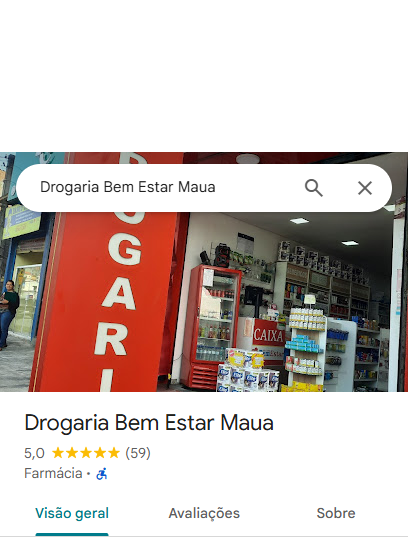 Drogaria Bem Estar Maua
DROGARI
CAIXA
Drogaria Bem Estar Maua
5,0 (59)
Farmácia ·
Visão geral
Avaliações
Sobre